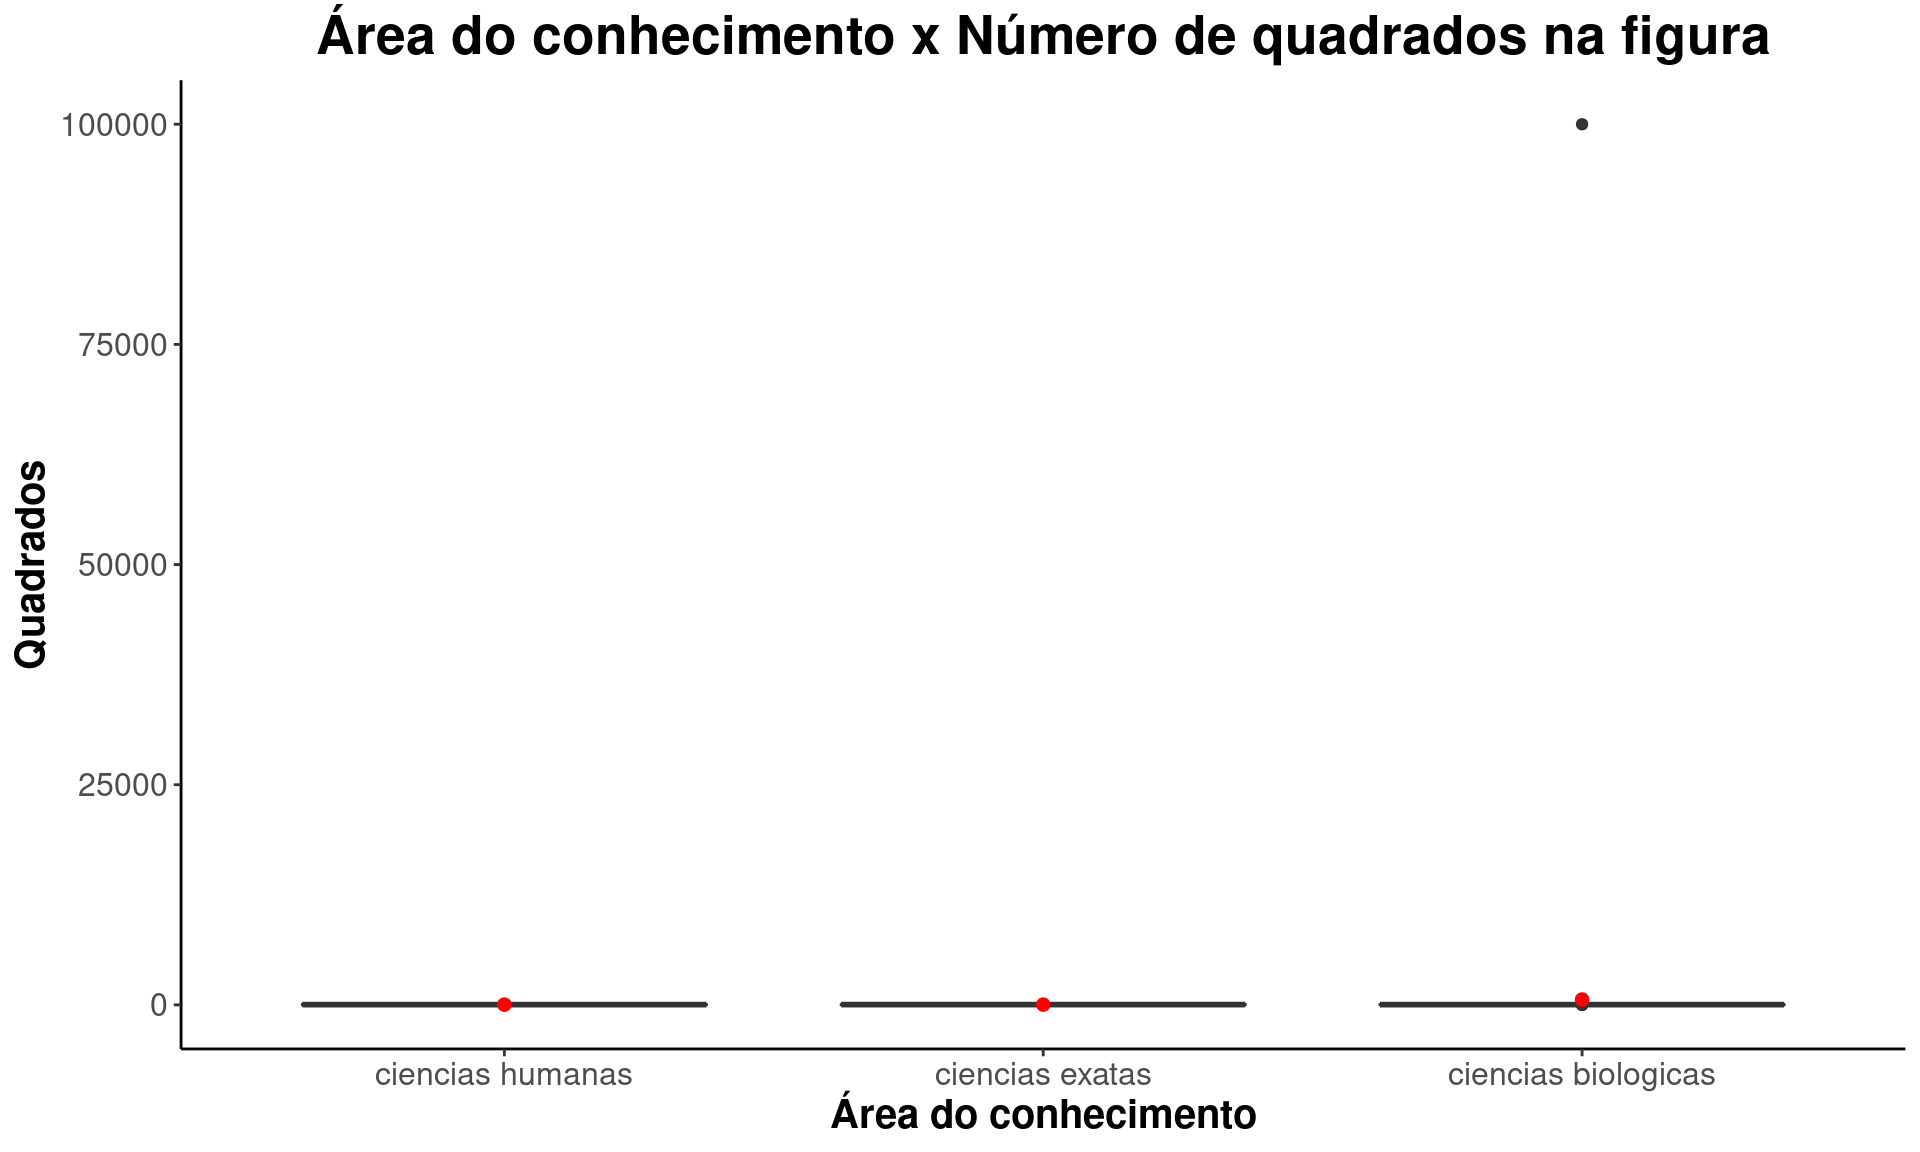 Área do conhecimento x Número de quadrados na figura
Quadrados
100000
75000
50000
25000
0
ciencias humanas
ciencias exatas
ciencias biologicas
Área do conhecimento